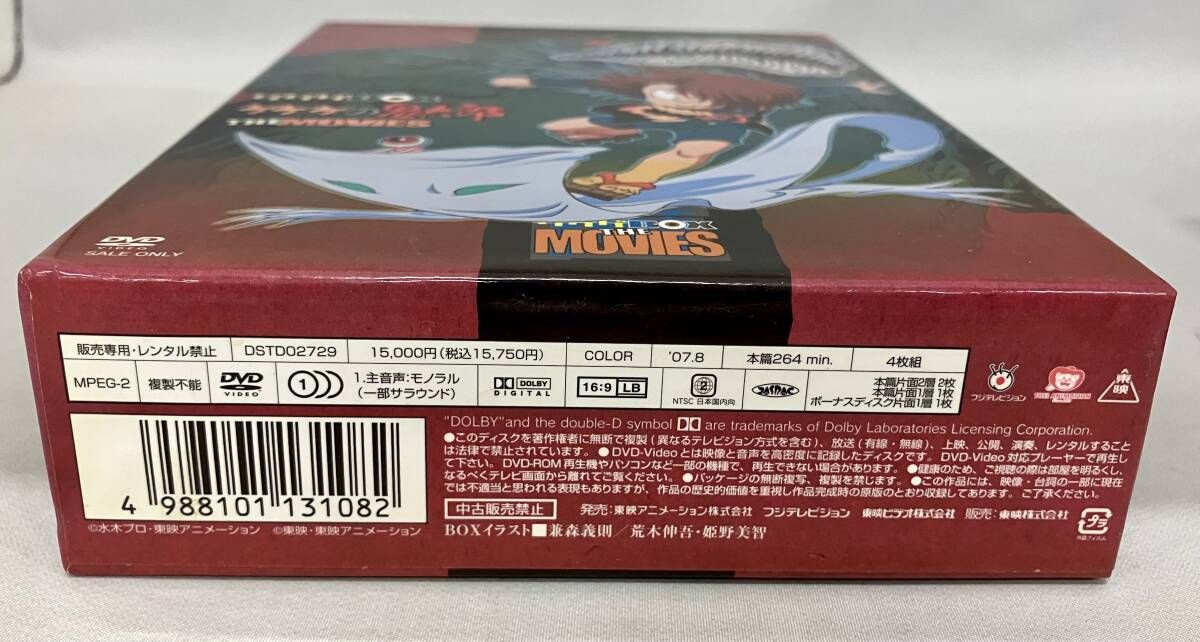 BOX
THE
MOVIES
DVD
VIDEO
SALE ONLY
販売専用・レンタル禁止 DSTD02729 15,000円(税込15,750円) COLOR '07.8 本篇264 min. 4枚組
MPEG-2 複製不能 DVD VIDEO 1 1.主音声:モノラル (一部サラウンド) DOLBY DIGITAL 16:9 LB 2 NTSC 日本国内向 JASRAC 本篇片面2層 2枚 本篇片面1層 1枚 ボーナスディスク片面1層 1枚
フジテレビジョン TOEI ANIMATION 東映
"DOLBY"and the double-D symbol are trademarks of Dolby Laboratories Licensing Corporation.
●このディスクを著作権者に無断で複製(異なるテレビジョン方式を含む)、放送(有線・無線)、上映、公開、演奏、レンタルすること
は法律で禁止されています。 ●DVD-Videoとは映像と音声を高密度に記録したディスクです。DVD-Video対応プレーヤーで再生し
て下さい。DVD-ROM再生機やパソコンなど一部の機種で、再生できない場合があります。 ●健康のため、ご視聴の際は部屋を明るくし、
なるべくテレビ画面から離れてご覧ください。 ●パッケージの無断複写、複製を禁じます。 ●この作品には、映像・台詞の一部に現在
では不適当と思われる表現もありますが、作品の歴史的価値を重視し作品完成時の原版のとおり収録してあります。ご了承ください。
中古販売禁止 発売:東映アニメーション株式会社 フジテレビジョン 東映ビデオ株式会社 販売:東映株式会社
BOXイラスト■兼森義則/荒木伸吾・姫野美智
4 988101 131082
©水木プロ・東映アニメーション ©東映・東映アニメーション
プラ